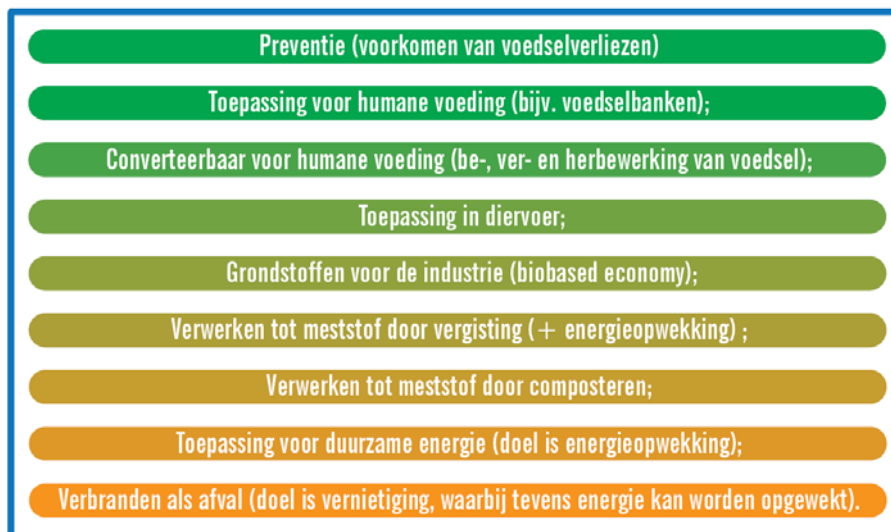 Preventie (voorkomen van voedselverliezen)
Toepassing voor humane voeding (bijv. voedselbanken);
Converteerbaar voor humane voeding (be-, ver- en herbewerking van voedsel);
Toepassing in diervoer;
Grondstoffen voor de industrie (biobased economy);
Verwerken tot meststof door vergisting (+ energieopwekking) ;
Verwerken tot meststof door composteren;
Toepassing voor duurzame energie (doel is energieopwekking);
Verbranden als afval (doel is vernietiging, waarbij tevens energie kan worden opgewekt).